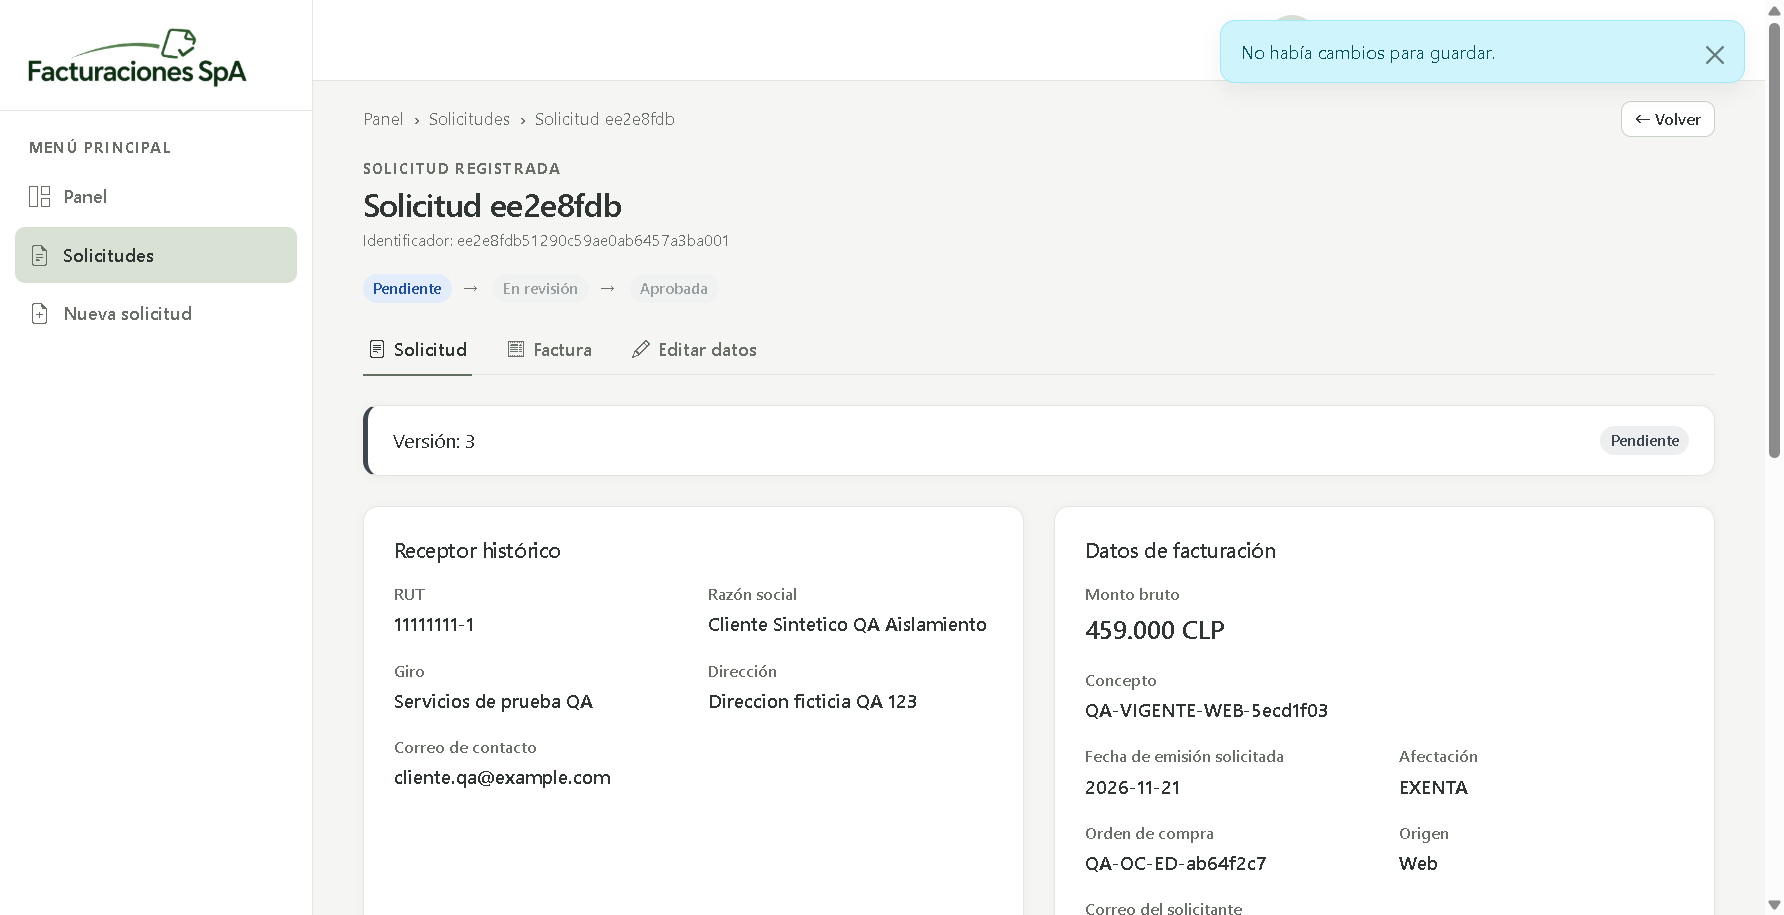 Facturaciones SpA
MENÚ PRINCIPAL
Panel
Solicitudes
Nueva solicitud
No había cambios para guardar.
Panel › Solicitudes › Solicitud ee2e8fdb
← Volver
SOLICITUD REGISTRADA
Solicitud ee2e8fdb
Identificador: ee2e8fdb51290c59ae0ab6457a3ba001
Pendiente → En revisión → Aprobada
Solicitud Factura Editar datos
Versión: 3
Pendiente
Receptor histórico
RUT
11111111-1
Razón social
Cliente Sintetico QA Aislamiento
Giro
Servicios de prueba QA
Dirección
Direccion ficticia QA 123
Correo de contacto
cliente.qa@example.com
Datos de facturación
Monto bruto
459.000 CLP
Concepto
QA-VIGENTE-WEB-5ecd1f03
Fecha de emisión solicitada
2026-11-21
Afectación
EXENTA
Orden de compra
QA-OC-ED-ab64f2c7
Origen
Web
Correo del solicitante